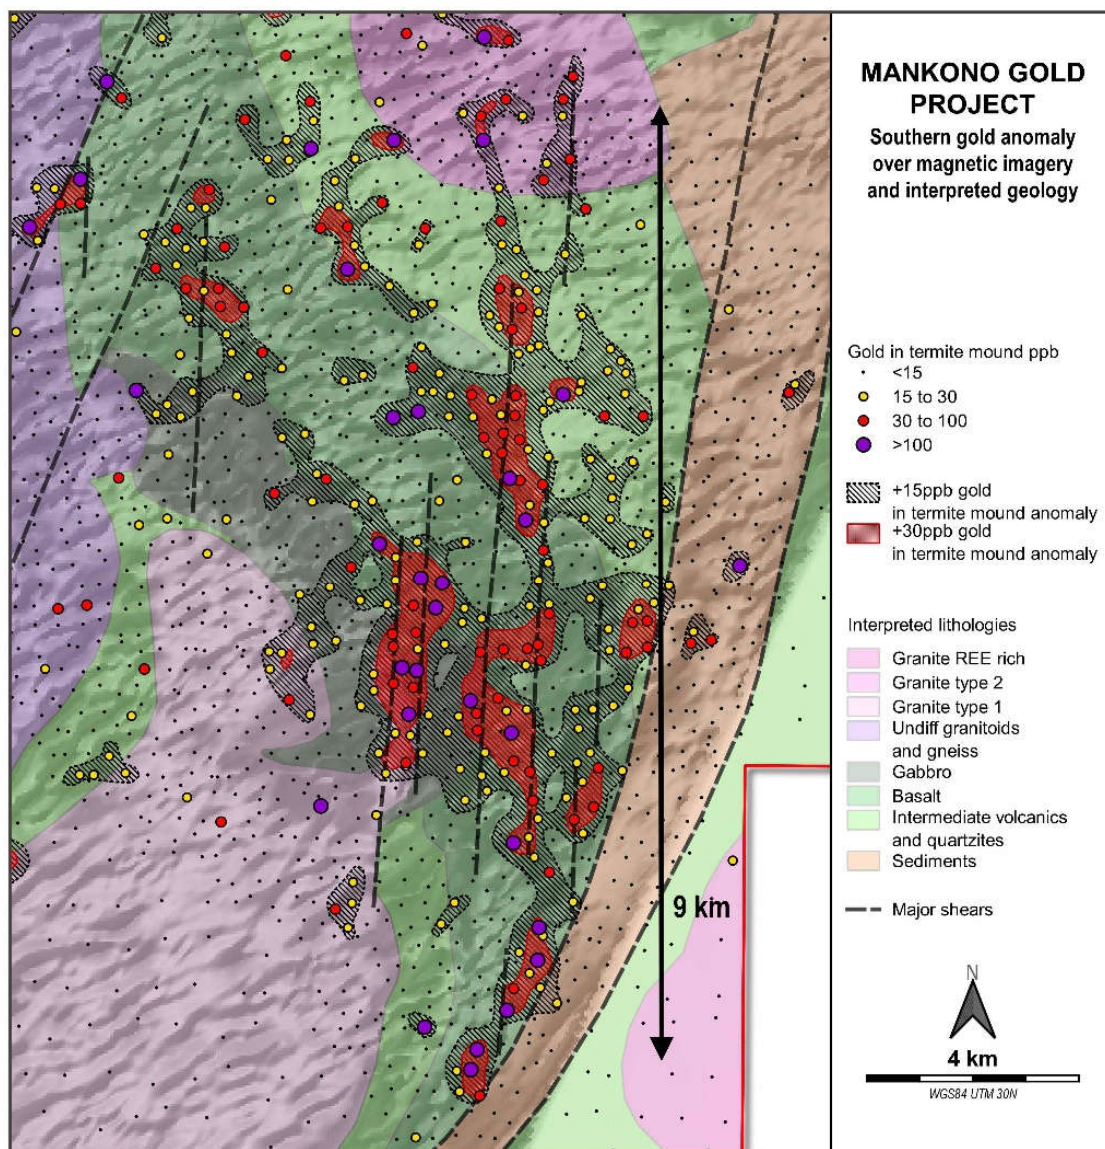 MANKONO GOLD
PROJECT
Southern gold anomaly
over magnetic imagery
and interpreted geology
Gold in termite mound ppb
<15
15 to 30
30 to 100
>100
+15ppb gold
in termite mound anomaly
+30ppb gold
in termite mound anomaly
Interpreted lithologies
Granite REE rich
Granite type 2
Granite type 1
Undiff granitoids
and gneiss
Gabbro
Basalt
Intermediate volcanics
and quartzites
Sediments
Major shears
9 km
N
4 km
WGS84 UTM 30N